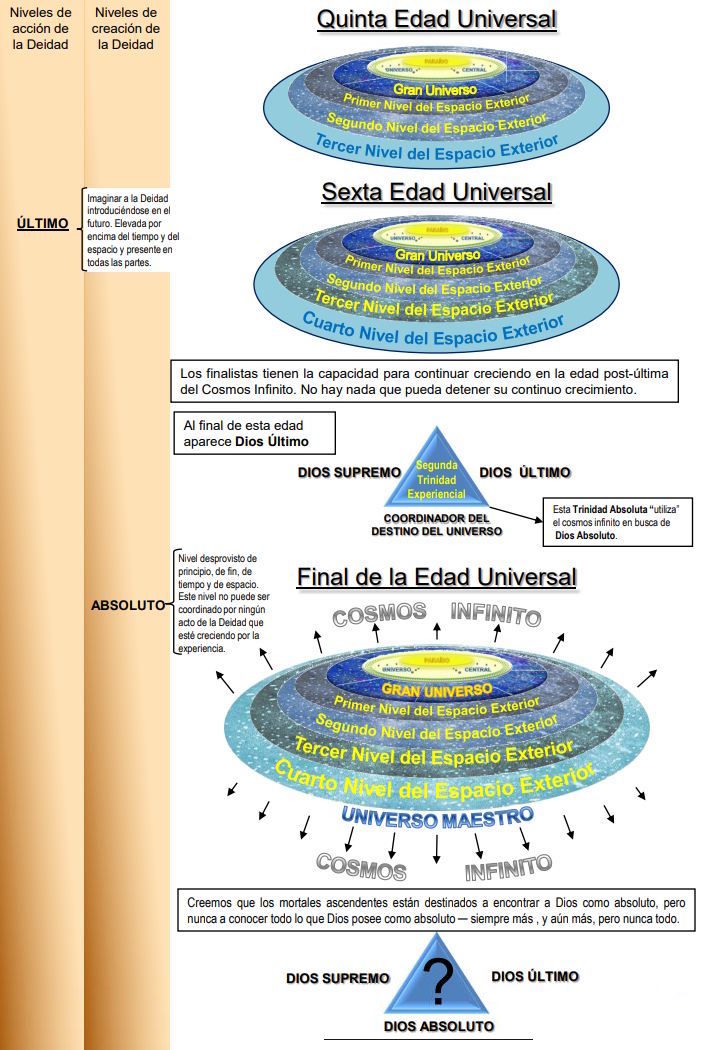 Niveles de
acción de
la Deidad
Niveles de
creación de
la Deidad
Quinta Edad Universal
PARAÍSO
UNIVERSO CENTRAL
Gran Universo
Primer Nivel del Espacio Exterior
Segundo Nivel del Espacio Exterior
Tercer Nivel del Espacio Exterior
ÚLTIMO
Imaginar a la Deidad
introduciéndose en el
futuro. Elevada por
encima del tiempo y del
espacio y presente en
todas las partes.
Sexta Edad Universal
PARAÍSO
UNIVERSO CENTRAL
Gran Universo
Primer Nivel del Espacio Exterior
Segundo Nivel del Espacio Exterior
Tercer Nivel del Espacio Exterior
Cuarto Nivel del Espacio Exterior
Los finalistas tienen la capacidad para continuar creciendo en la edad post-última
del Cosmos Infinito. No hay nada que pueda detener su continuo crecimiento.
Al final de esta edad
aparece Dios Último
DIOS SUPREMO
Segunda
Trinidad
Experiencial
DIOS ÚLTIMO
COORDINADOR DEL
DESTINO DEL UNIVERSO
Esta Trinidad Absoluta “utiliza”
el cosmos infinito en busca de
Dios Absoluto.
ABSOLUTO
Nivel desprovisto de
principio, de fin, de
tiempo y de espacio.
Este nivel no puede ser
coordinado por ningún
acto de la Deidad que
esté creciendo por la
experiencia.
Final de la Edad Universal
COSMOS INFINITO
PARAÍSO
UNIVERSO CENTRAL
GRAN UNIVERSO
Primer Nivel del Espacio Exterior
Segundo Nivel del Espacio Exterior
Tercer Nivel del Espacio Exterior
Cuarto Nivel del Espacio Exterior
UNIVERSO MAESTRO
COSMOS INFINITO
Creemos que los mortales ascendentes están destinados a encontrar a Dios como absoluto, pero
nunca a conocer todo lo que Dios posee como absoluto — siempre más , y aún más, pero nunca todo.
DIOS SUPREMO
?
DIOS ÚLTIMO
DIOS ABSOLUTO